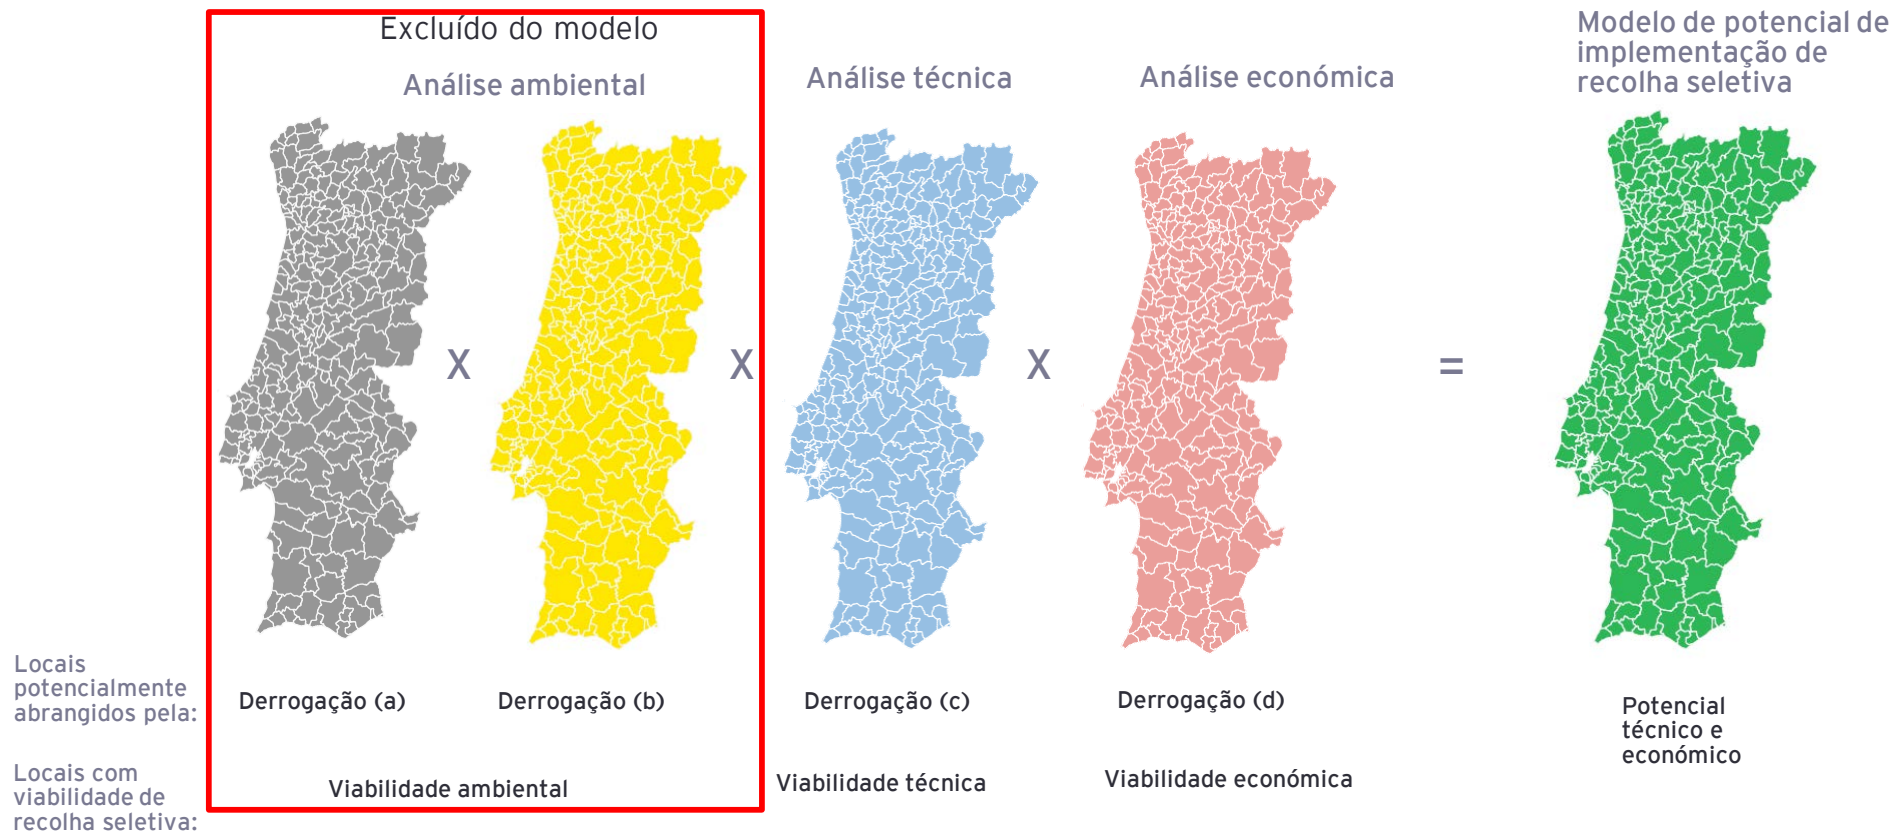 Excluído do modelo
Análise ambiental
Análise técnica
Análise económica
Modelo de potencial de
implementação de
recolha seletiva
X
X
X
=
Locais
potencialmente
abrangidos pela:
Derrogação (a)
Derrogação (b)
Derrogação (c)
Derrogação (d)
Potencial
técnico e
económico
Locais com
viabilidade de
recolha seletiva:
Viabilidade ambiental
Viabilidade técnica
Viabilidade económica